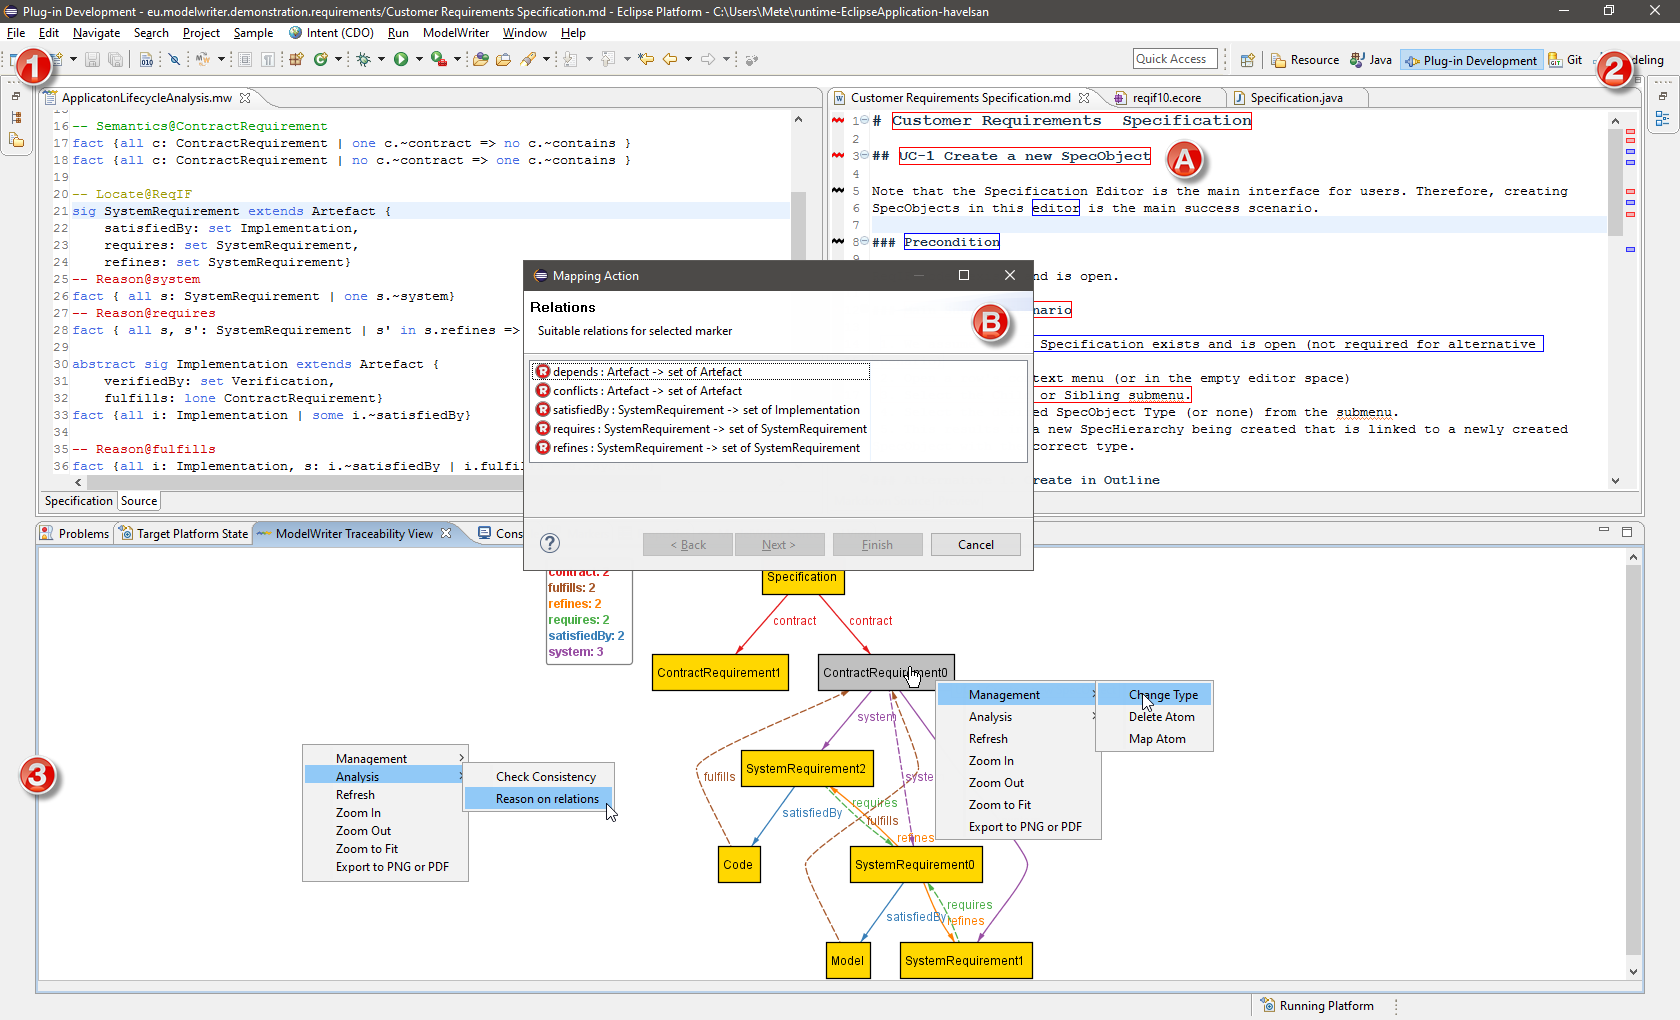 Plug-in Development - eu.modelwriter.demonstration.requirements/Customer Requirements Specification.md - Eclipse Platform - C:\Users\Mete\runtime-EclipseApplication-havelsan
File Edit Navigate Search Project Sample Intent (CDO) Run ModelWriter Window Help
1
Quick Access Resource Java Plug-in Development Git
2
ApplicatonLifecycleAnalysis.mw
16 -- Semantics@ContractRequirement
17 fact {all c: ContractRequirement | one c.~contract => no c.~contains }
18 fact {all c: ContractRequirement | no c.~contract => one c.~contains }
19
20 -- Locate@ReqIF
21 sig SystemRequirement extends Artefact {
22 satisfiedBy: set Implementation,
23 requires: set SystemRequirement,
24 refines: set SystemRequirement}
25 -- Reason@system
26 fact { all s: SystemRequirement | one s.~system}
27 -- Reason@requires
28 fact { all s, s': SystemRequirement | s' in s.refines =>
29
30 abstract sig Implementation extends Artefact {
31 verifiedBy: set Verification,
32 fulfills: lone ContractRequirement}
33 fact {all i: Implementation | some i.~satisfiedBy}
34
35 -- Reason@fulfills
36 fact {all i: Implementation, s: i.~satisfiedBy | i.fulfil
Specification Source
Customer Requirements Specification.md reqif10.ecore Specification.java
1 # Customer Requirements Specification
2
3 ## UC-1 Create a new SpecObject
A
4
5 Note that the Specification Editor is the main interface for users. Therefore, creating
6 SpecObjects in this editor is the main success scenario.
7
8 ### Precondition
9
nd is open.
nario
Specification exists and is open (not required for alternative
text menu (or in the empty editor space)
or Sibling submenu.
ed SpecObject Type (or none) from the submenu.
a new SpecHierarchy being created that is linked to a newly created
orrect type.
reate in Outline
Mapping Action
Relations
Suitable relations for selected marker
B
R depends : Artefact -> set of Artefact
R conflicts : Artefact -> set of Artefact
R satisfiedBy : SystemRequirement -> set of Implementation
R requires : SystemRequirement -> set of SystemRequirement
R refines : SystemRequirement -> set of SystemRequirement
? < Back Next > Finish Cancel
Problems Target Platform State ModelWriter Traceability View Cons
contract: 2
fulfills: 2
refines: 2
requires: 2
satisfiedBy: 2
system: 3
Specification
contract contract
ContractRequirement1 ContractRequirement0
system
SystemRequirement2
fulfills syste
requires
satisfiedBy fulfills
refines
Code SystemRequirement0
requires
satisfiedBy refines
Model SystemRequirement1
Management
Analysis
Refresh
Zoom In
Zoom Out
Zoom to Fit
Export to PNG or PDF
Change Type
Delete Atom
Map Atom
3
Management
Analysis
Refresh
Zoom In
Zoom Out
Zoom to Fit
Export to PNG or PDF
Check Consistency
Reason on relations
Running Platform